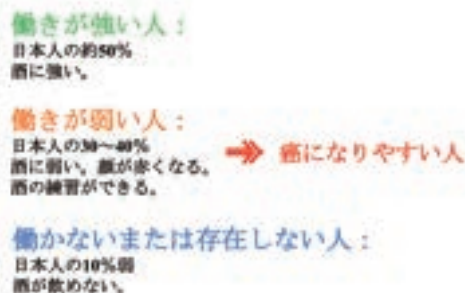 働きが強い人：
日本人の約50%
酒に強い。
働きが弱い人：
日本人の30〜40%
酒に弱い。顔が赤くなる。
酒の練習ができる。
癌になりやすい人
働かないまたは存在しない人：
日本人の10%弱
酒が飲めない。